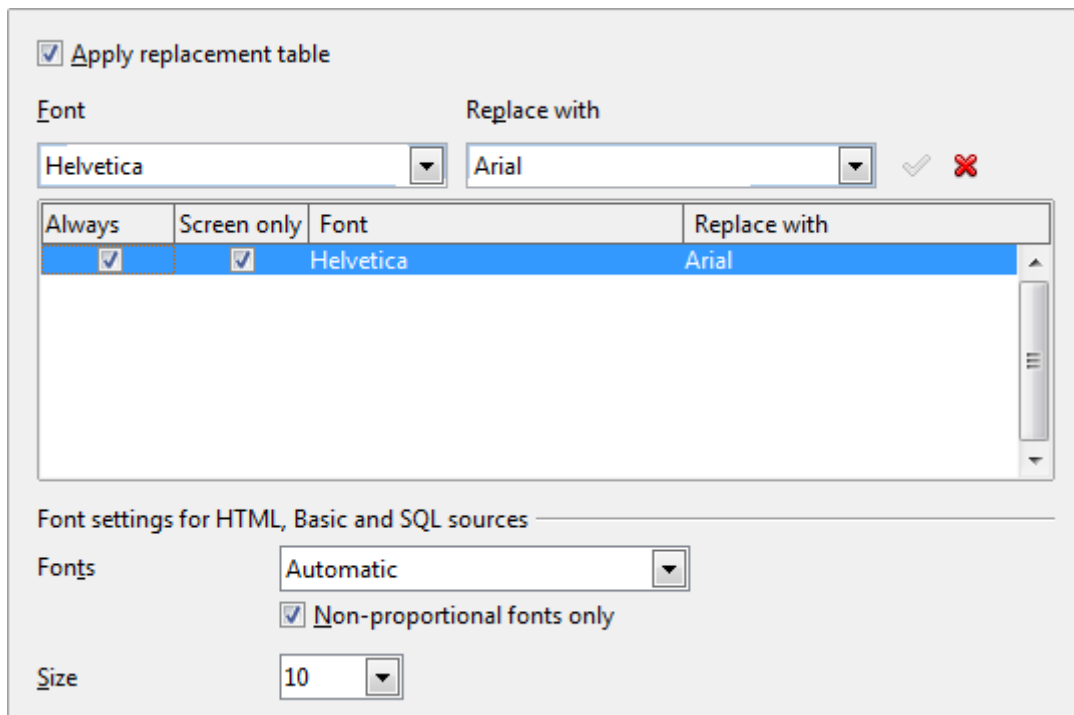 Apply replacement table
Font Replace with
Helvetica Arial
Always Screen only Font Replace with
Helvetica Arial
Font settings for HTML, Basic and SQL sources
Fonts Automatic
Non-proportional fonts only
Size 10